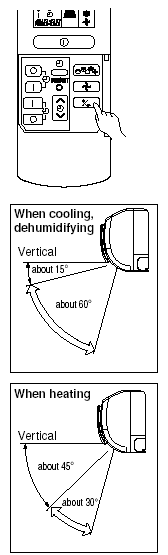 When cooling,
dehumidifying
Vertical
about 15°
about 60°
When heating
Vertical
about 45°
about 30°